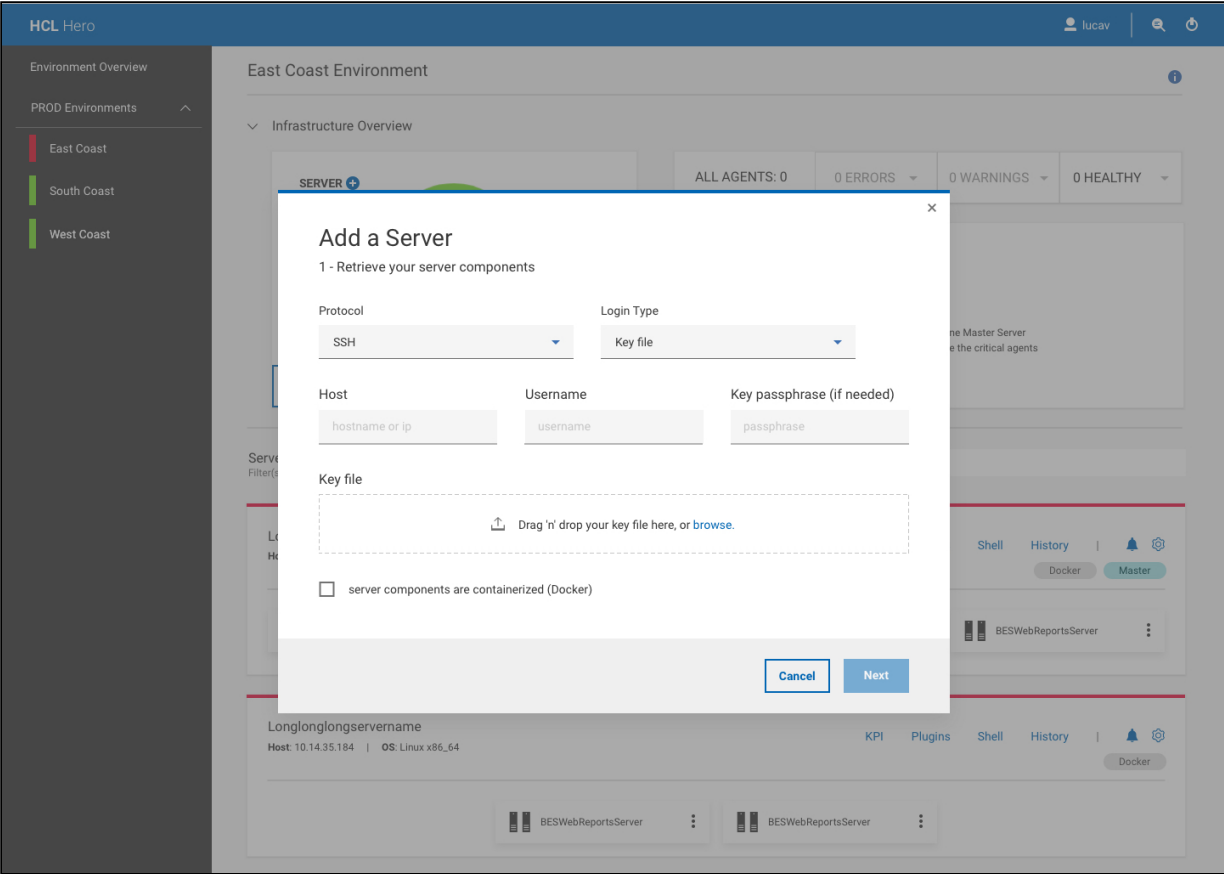 HCL Hero
lucav
Environment Overview
PROD Environments
East Coast
South Coast
West Coast
East Coast Environment
Infrastructure Overview
SERVER
ALL AGENTS: 0
0 ERRORS
0 WARNINGS
0 HEALTHY
Add a Server
1 - Retrieve your server components
Protocol
Login Type
SSH
Key file
Master Server
the critical agents
Host
Username
Key passphrase (if needed)
hostname or ip
username
passphrase
Key file
Drag 'n' drop your key file here, or browse.
server components are containerized (Docker)
Cancel
Next
Shell
History
|
Docker
Master
BESWebReportsServer
Longlonglongservername
Host: 10.14.35.184 | OS: Linux x86_64
KPI
Plugins
Shell
History
|
Docker
BESWebReportsServer
BESWebReportsServer